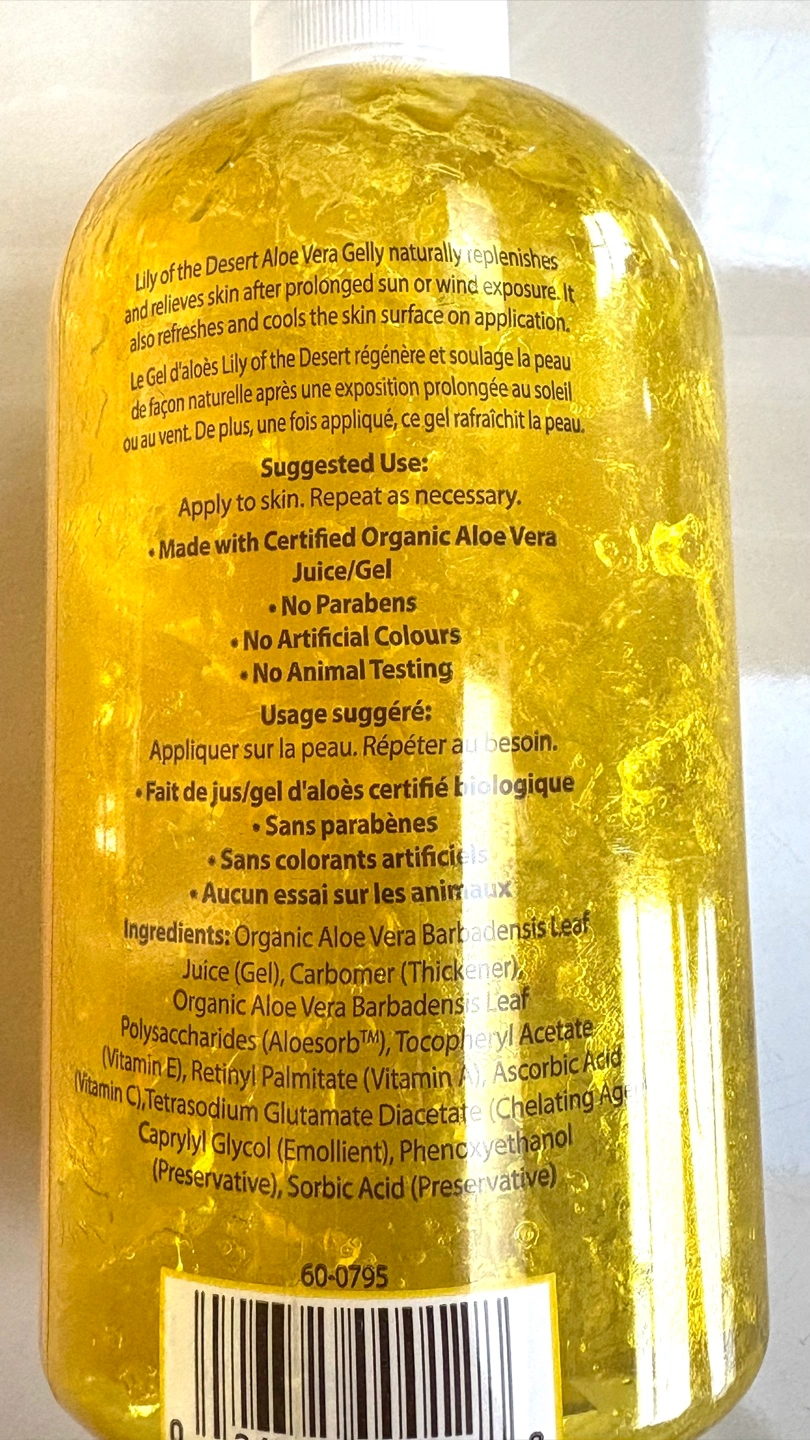 Lily of the Desert Aloe Vera Gelly naturally replenishes
and relieves skin after prolonged sun or wind exposure. It
also refreshes and cools the skin surface on application.
Le Gel d'aloès Lily of the Desert régénère et soulage la peau
de façon naturelle après une exposition prolongée au soleil
ou au vent. De plus, une fois appliqué, ce gel rafraîchit la peau.
Suggested Use:
Apply to skin. Repeat as necessary.
• Made with Certified Organic Aloe Vera
Juice/Gel
• No Parabens
• No Artificial Colours
• No Animal Testing
Usage suggéré:
Appliquer sur la peau. Répéter au besoin.
• Fait de jus/gel d'aloès certifié biologique
• Sans parabènes
• Sans colorants artificiels
• Aucun essai sur les animaux
Ingredients: Organic Aloe Vera Barbadensis Leaf
Juice (Gel), Carbomer (Thickener),
Organic Aloe Vera Barbadensis Leaf
Polysaccharides (Aloesorb™), Tocopheryl Acetate
(Vitamin E), Retinyl Palmitate (Vitamin A), Ascorbic Acid
(Vitamin C),Tetrasodium Glutamate Diacetate (Chelating
Caprylyl Glycol (Emollient), Phenoxyethanol
(Preservative), Sorbic Acid (Preservative)
60-0795